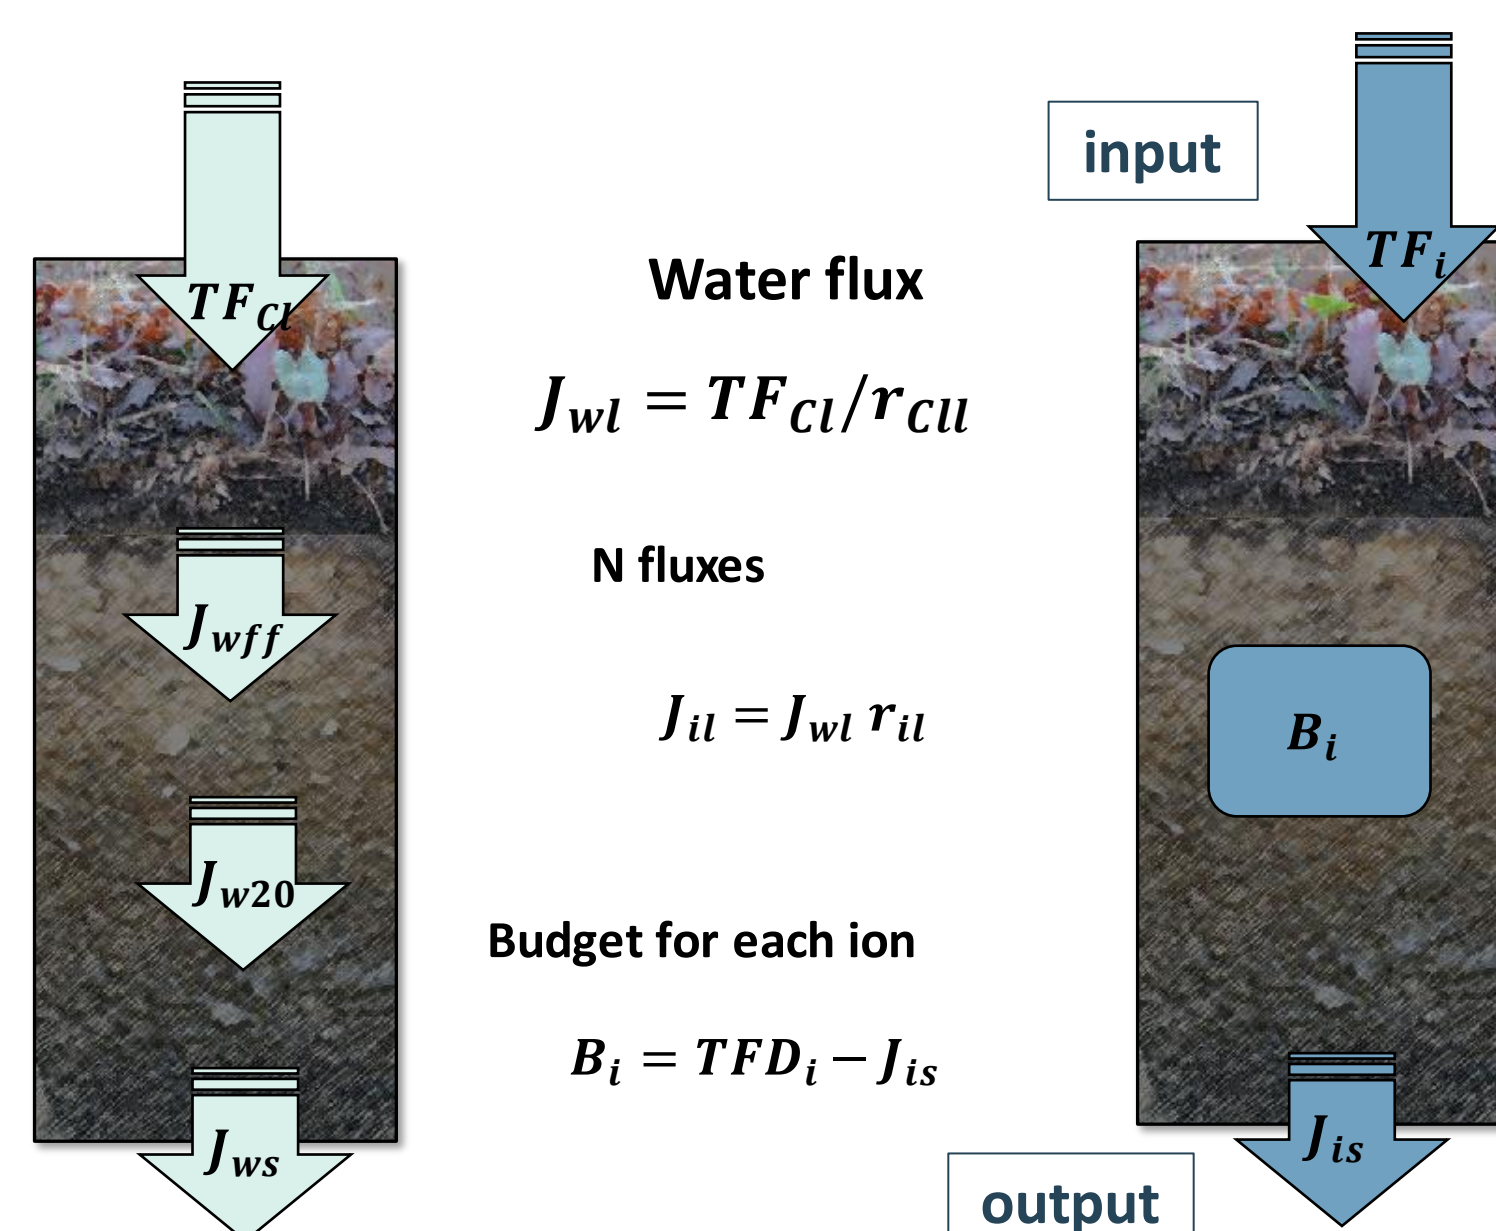 input
TF_i
Water flux
TF_Cl
J_wl = TF_Cl/r_Cll
N fluxes
J_wff
J_il = J_wl r_il
B_i
J_w20
Budget for each ion
B_i = TFD_i − J_is
J_is
J_ws
output